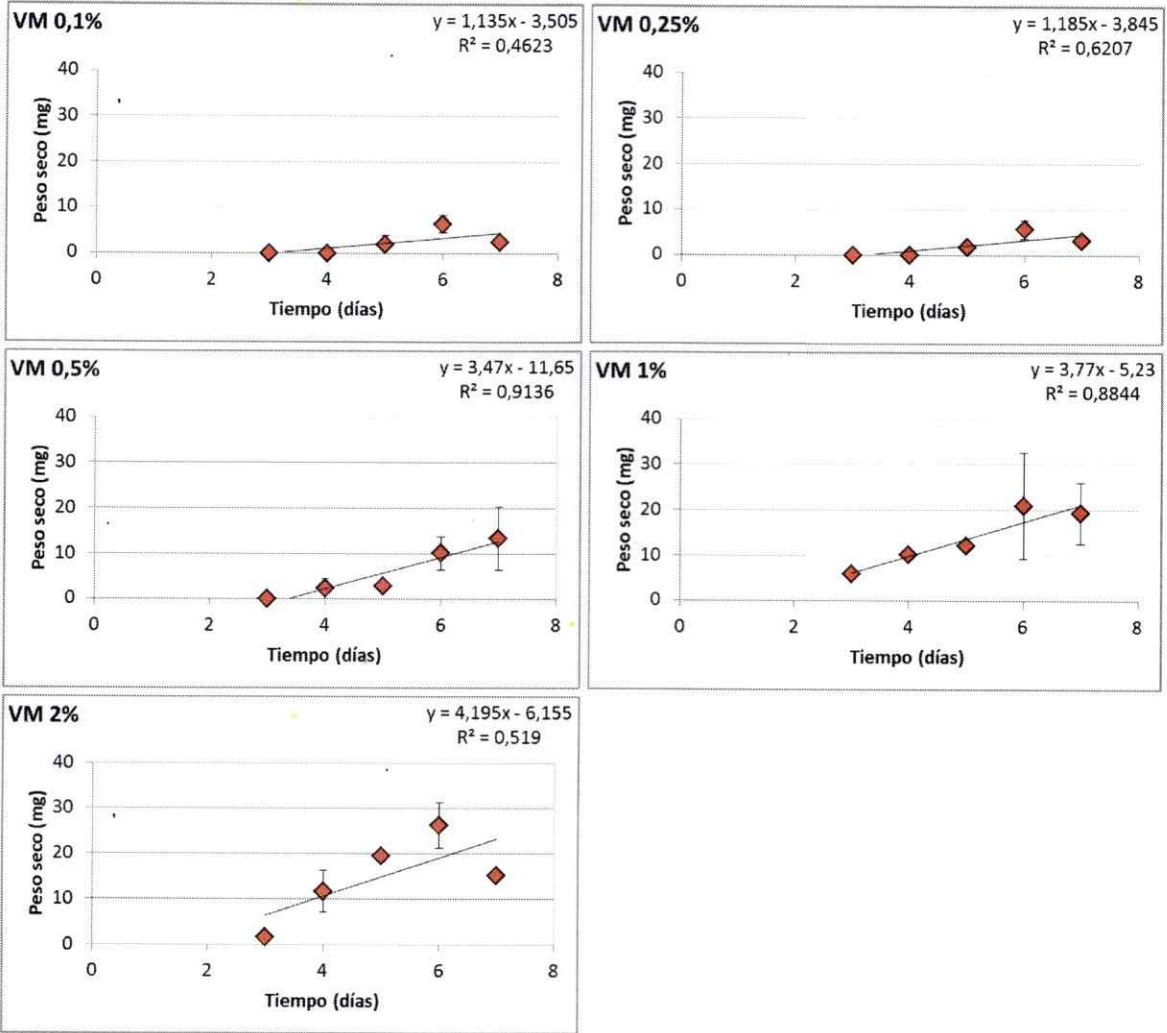 VM 0,1%
y = 1,135x - 3,505
R² = 0,4623
Peso seco (mg)
40
30
20
10
0
0 2 4 6 8
Tiempo (días)
VM 0,25%
y = 1,185x - 3,845
R² = 0,6207
Peso seco (mg)
40
30
20
10
0
0 2 4 6 8
Tiempo (días)
VM 0,5%
y = 3,47x - 11,65
R² = 0,9136
Peso seco (mg)
40
30
20
10
0
0 2 4 6 8
Tiempo (días)
VM 1%
y = 3,77x - 5,23
R² = 0,8844
Peso seco (mg)
40
30
20
10
0
0 2 4 6 8
Tiempo (días)
VM 2%
y = 4,195x - 6,155
R² = 0,519
Peso seco (mg)
40
30
20
10
0
0 2 4 6 8
Tiempo (días)